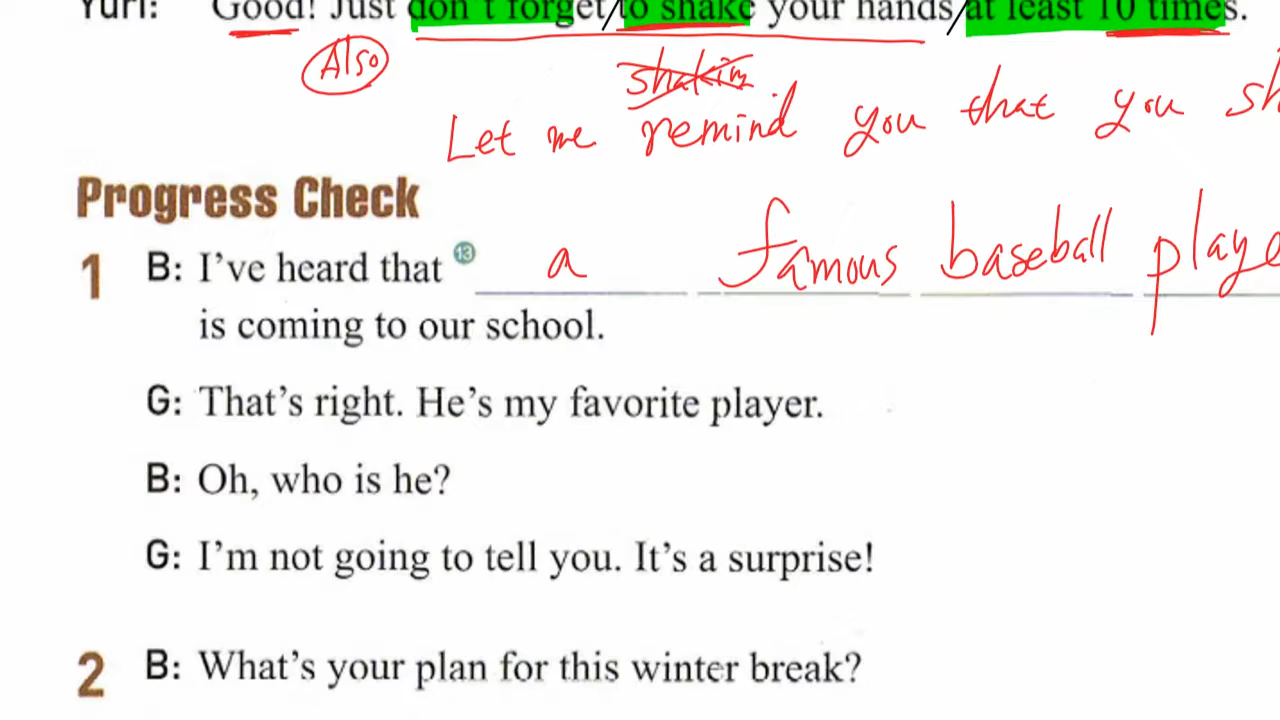 Yuri: Good! Just don't forget/to shake your hands/at least 10 times.
Also
shaking
Let me remind you that you sh
Progress Check
1 B: I've heard that 13 a famous baseball playe
is coming to our school.
G: That's right. He's my favorite player.
B: Oh, who is he?
G: I'm not going to tell you. It's a surprise!
2 B: What's your plan for this winter break?